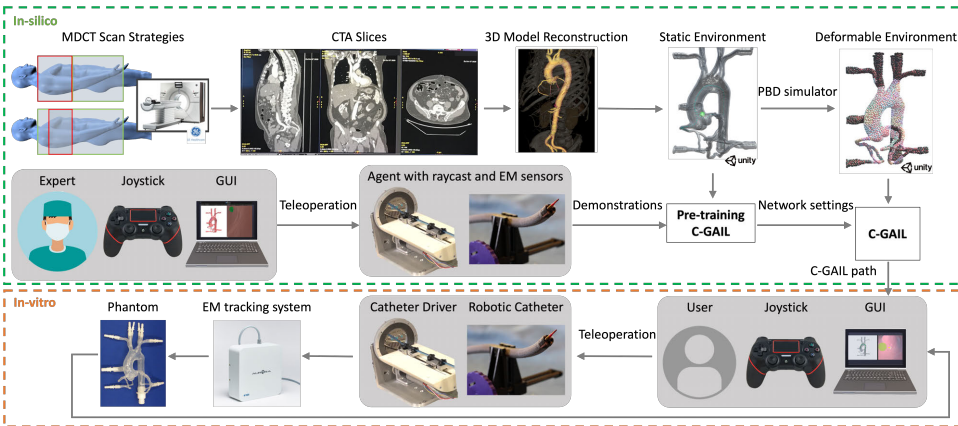 In-silico
MDCT Scan Strategies
CTA Slices
3D Model Reconstruction
Static Environment
Deformable Environment
PBD simulator
unity
unity
Expert
Joystick
GUI
Teleoperation
Agent with raycast and EM sensors
Demonstrations
Pre-training
C-GAIL
Network settings
C-GAIL
C-GAIL path
In-vitro
Phantom
EM tracking system
Catheter Driver
Robotic Catheter
Teleoperation
User
Joystick
GUI